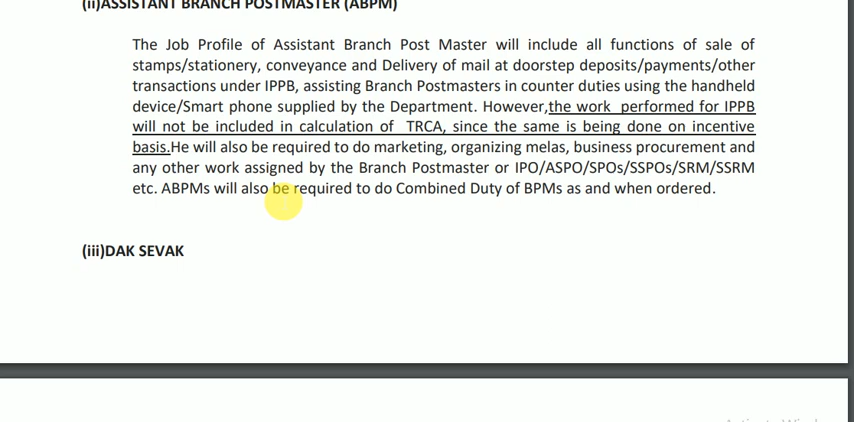 (ii)ASSISTANT BRANCH POSTMASTER (ABPM)
The Job Profile of Assistant Branch Post Master will include all functions of sale of
stamps/stationery, conveyance and Delivery of mail at doorstep deposits/payments/other
transactions under IPPB, assisting Branch Postmasters in counter duties using the handheld
device/Smart phone supplied by the Department. However,the work performed for IPPB
will not be included in calculation of TRCA, since the same is being done on incentive
basis.He will also be required to do marketing, organizing melas, business procurement and
any other work assigned by the Branch Postmaster or IPO/ASPO/SPOs/SSPOs/SRM/SSRM
etc. ABPMs will also be required to do Combined Duty of BPMs as and when ordered.
(iii)DAK SEVAK